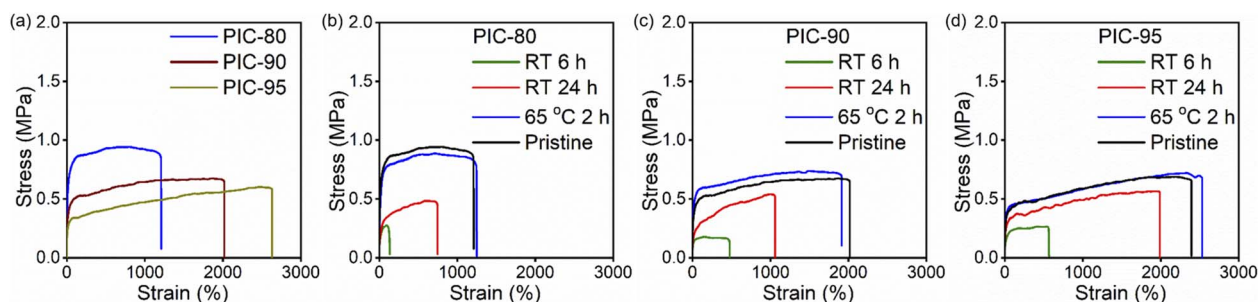 (a)
2.0
1.5
1.0
0.5
0.0
Stress (MPa)
PIC-80
PIC-90
PIC-95
0 1000 2000 3000
Strain (%)
(b)
2.0
1.5
1.0
0.5
0.0
Stress (MPa)
PIC-80
RT 6 h
RT 24 h
65 °C 2 h
Pristine
0 1000 2000 3000
Strain (%)
(c)
2.0
1.5
1.0
0.5
0.0
Stress (MPa)
PIC-90
RT 6 h
RT 24 h
65 °C 2 h
Pristine
0 1000 2000 3000
Strain (%)
(d)
2.0
1.5
1.0
0.5
0.0
Stress (MPa)
PIC-95
RT 6 h
RT 24 h
65 °C 2 h
Pristine
0 1000 2000 3000
Strain (%)